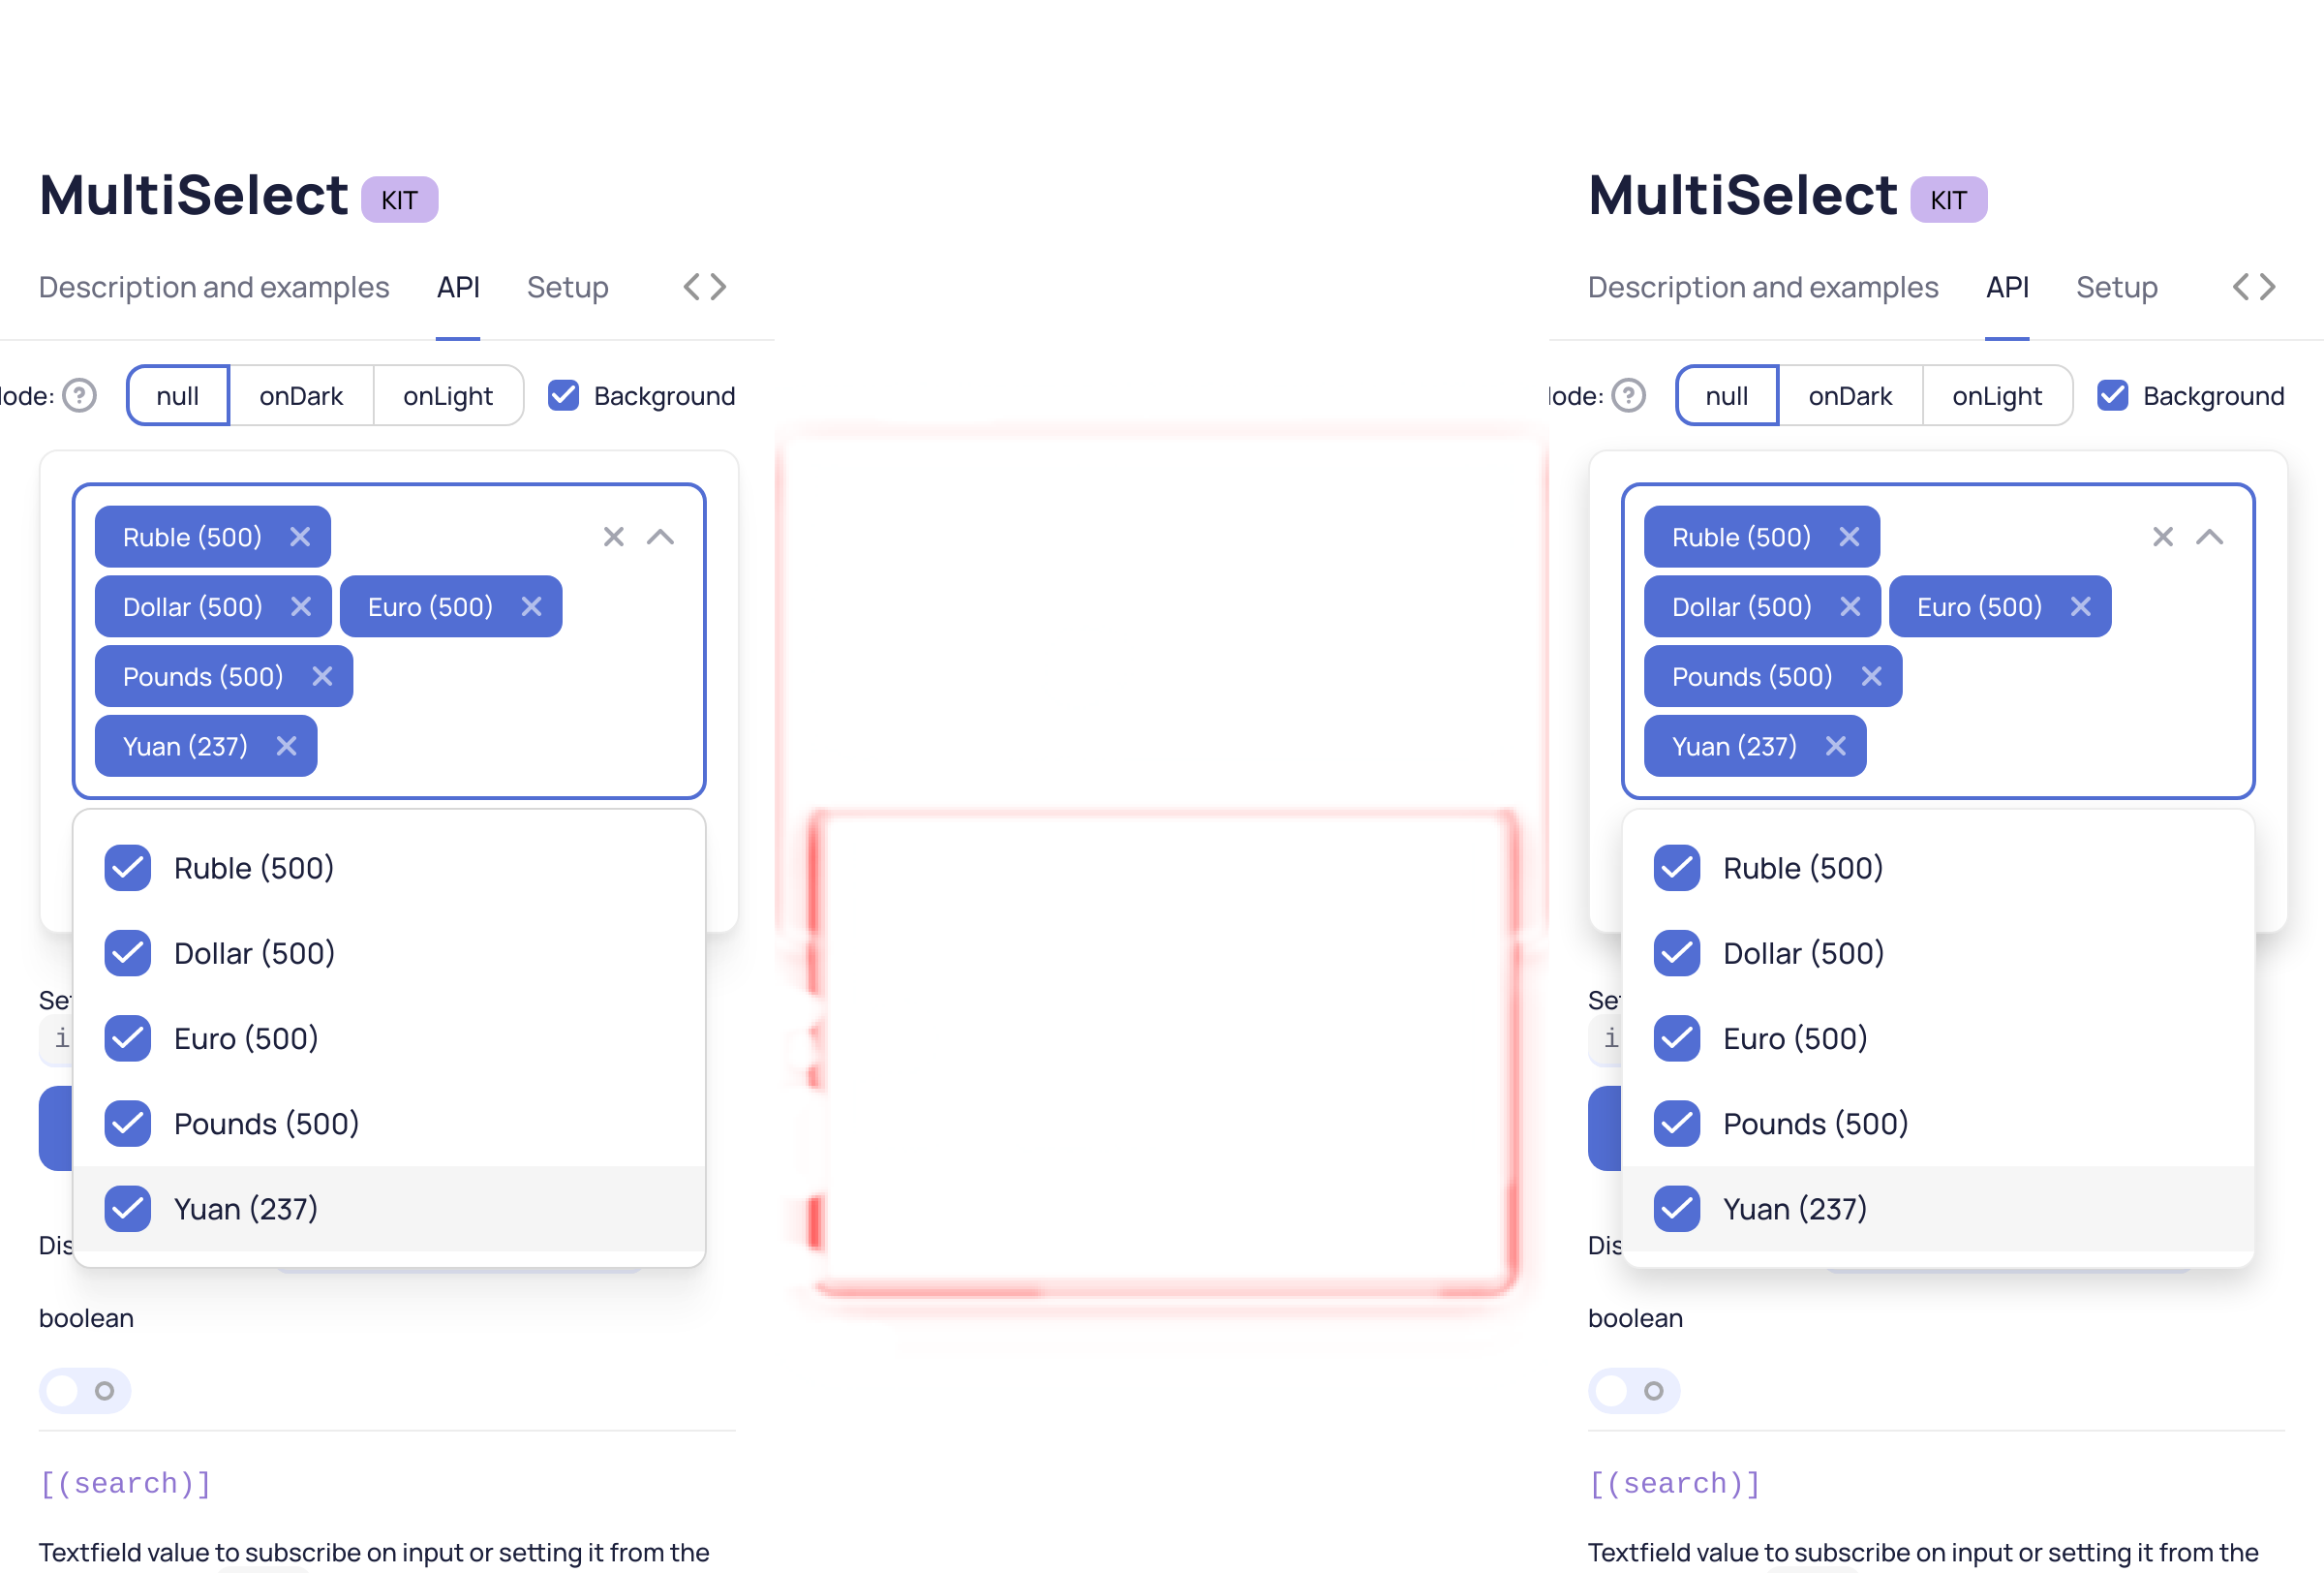 MultiSelect KIT
Description and examples API Setup
lode: null onDark onLight Background
Ruble (500)
Dollar (500) Euro (500)
Pounds (500)
Yuan (237)
Ruble (500)
Dollar (500)
Se
Euro (500)
i
Pounds (500)
Yuan (237)
Dis
boolean
[(search)]
Textfield value to subscribe on input or setting it from the
MultiSelect KIT
Description and examples API Setup
lode: null onDark onLight Background
Ruble (500)
Dollar (500) Euro (500)
Pounds (500)
Yuan (237)
Ruble (500)
Dollar (500)
Se
Euro (500)
i
Pounds (500)
Yuan (237)
Dis
boolean
[(search)]
Textfield value to subscribe on input or setting it from the